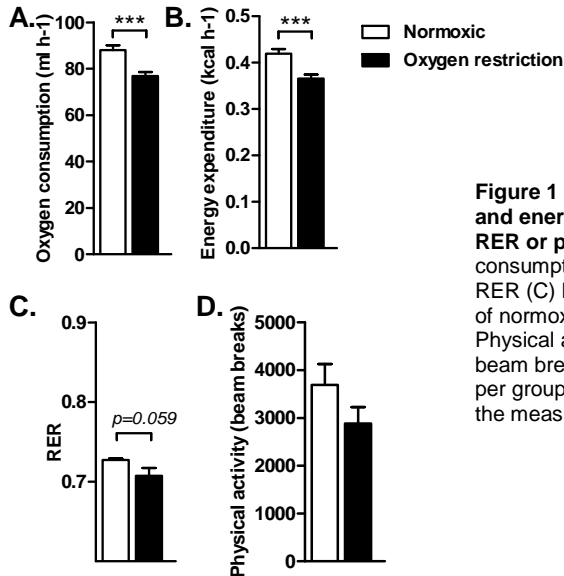 A.
Oxygen consumption (ml h-1)
100
80
60
40
20
0
***
B.
Energy expenditure (kcal h-1)
0.5
0.4
0.3
0.2
0.1
0.0
***
Normoxic
Oxygen restriction
Figure 1
and energ
RER or p
consumpt
RER (C)
of normox
Physical a
beam bre
per group
the meas
C.
RER
0.9
0.8
0.7
p=0.059
D.
Physical activity (beam breaks)
5000
4000
3000
2000
1000
0